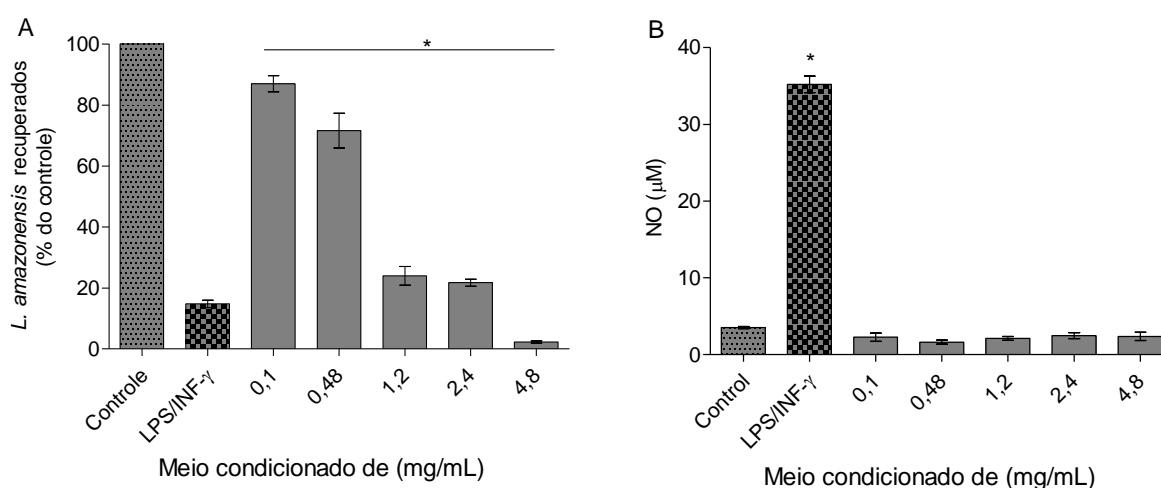 A
*
L. amazonensis recuperados
(% do controle)
100
80
60
40
20
0
Controle
LPS/INF-γ
0,1
0,48
1,2
2,4
4,8
Meio condicionado de (mg/mL)
B
*
NO (μM)
40
30
20
10
0
Control
LPS/INF-γ
0,1
0,48
1,2
2,4
4,8
Meio condicionado de (mg/mL)